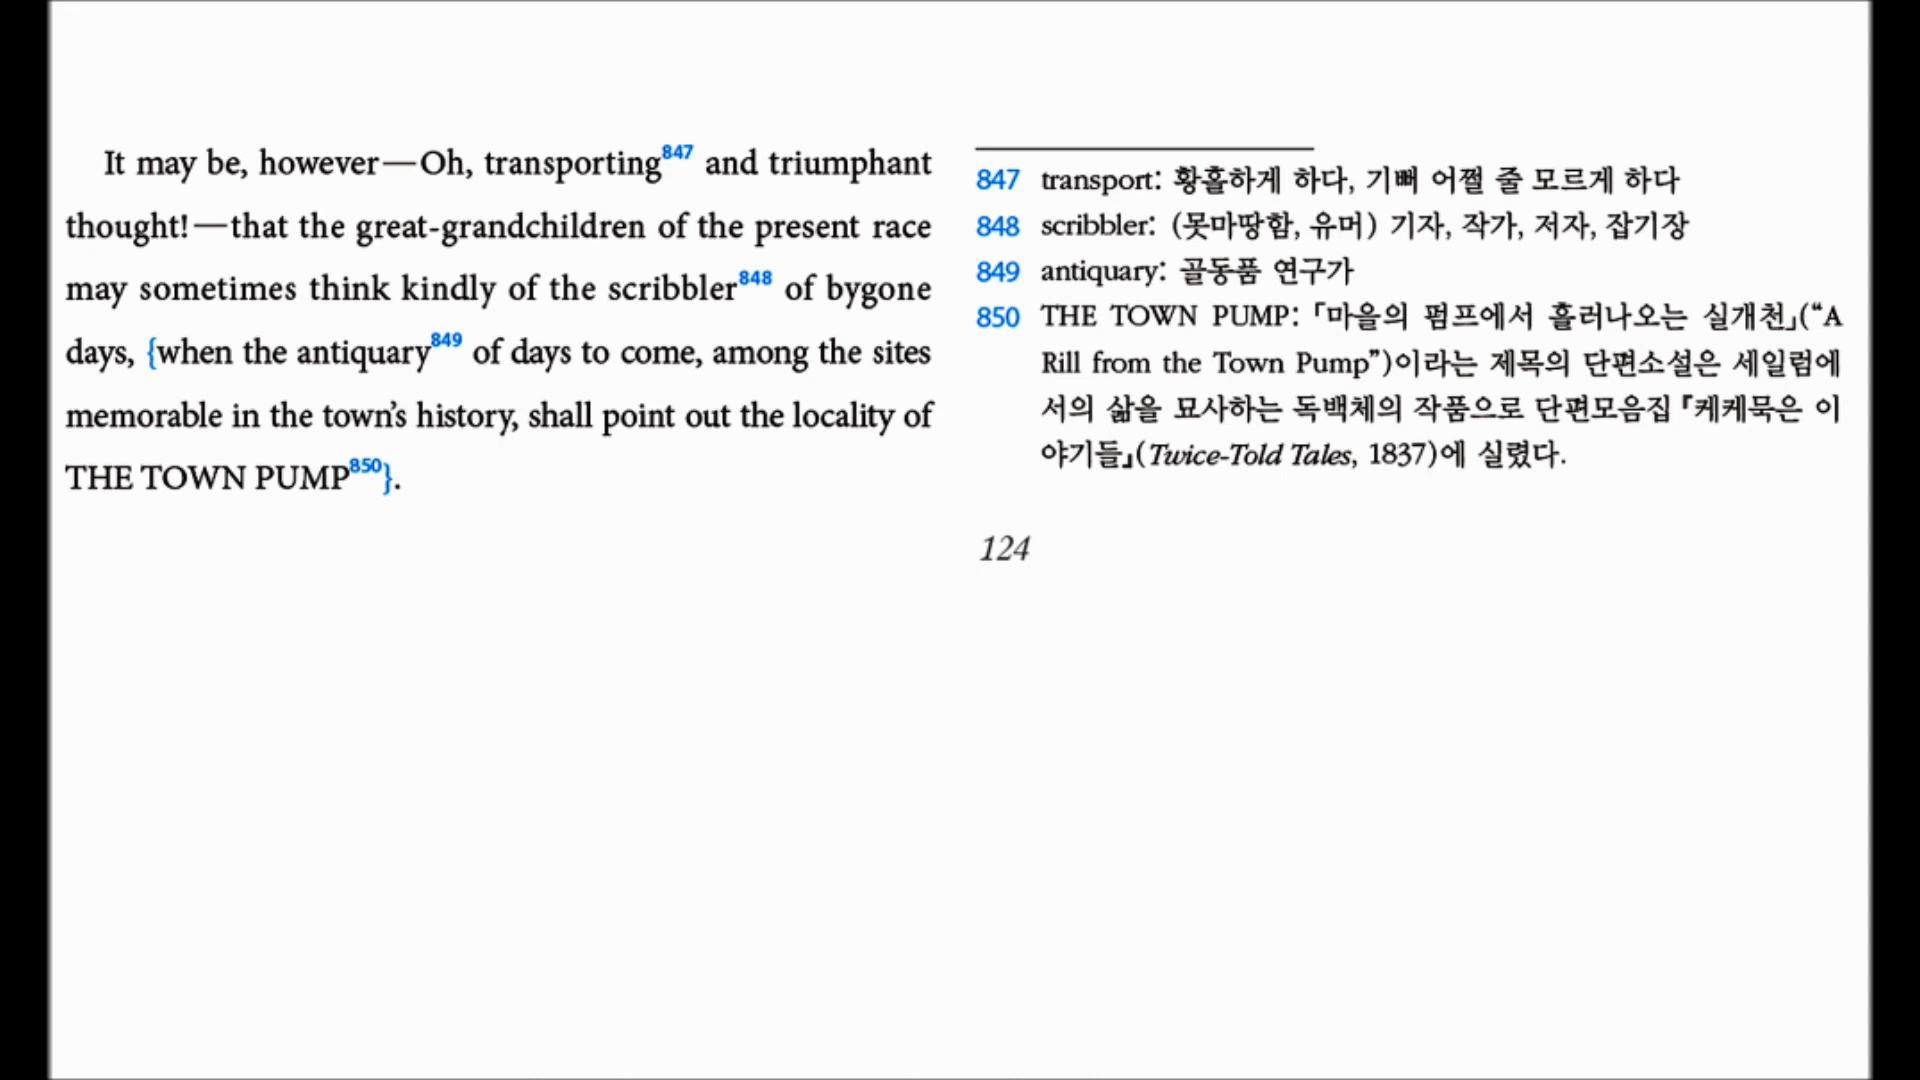 It may be, however—Oh, transporting847 and triumphant
thought!—that the great-grandchildren of the present race
may sometimes think kindly of the scribbler848 of bygone
days, {when the antiquary849 of days to come, among the sites
memorable in the town's history, shall point out the locality of
THE TOWN PUMP850}.
847 transport: 황홀하게 하다, 기뻐 어쩔 줄 모르게 하다
848 scribbler: (못마땅함, 유머) 기자, 작가, 저자, 잡기장
849 antiquary: 골동품 연구가
850 THE TOWN PUMP: 「마을의 펌프에서 흘러나오는 실개천」(“A
Rill from the Town Pump”)이라는 제목의 단편소설은 세일럼에
서의 삶을 묘사하는 독백체의 작품으로 단편모음집 『케케묵은 이
야기들』(Twice-Told Tales, 1837)에 실렸다.
124